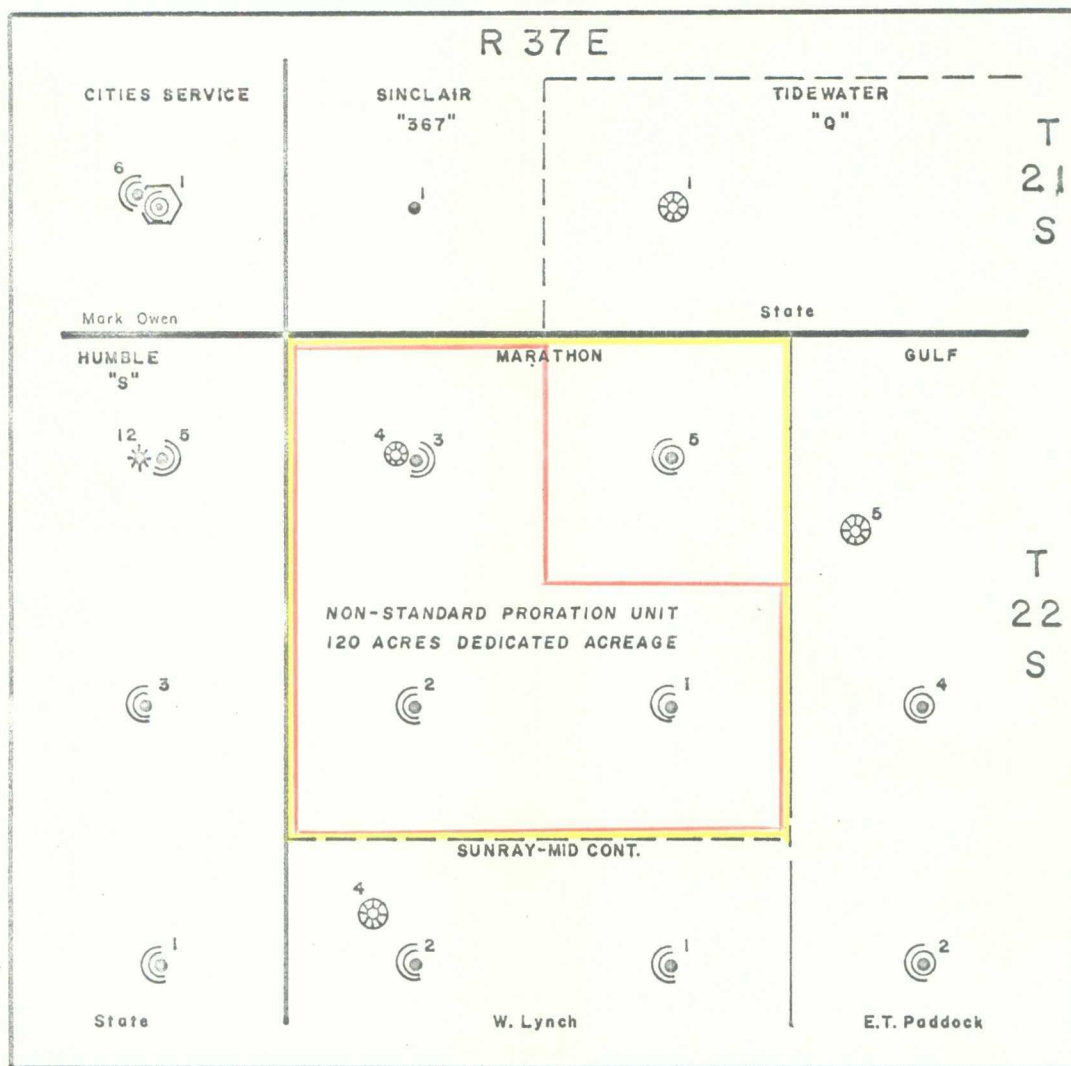 R 37 E
CITIES SERVICE
SINCLAIR
"367"
TIDEWATER
"Q"
T
21
S
6
1
1
1
Mark Owen
State
HUMBLE
"S"
MARATHON
GULF
12
5
4
3
5
5
NON-STANDARD PRORATION UNIT
120 ACRES DEDICATED ACREAGE
T
22
S
3
2
1
4
SUNRAY-MID CONT.
4
1
2
1
2
State
W. Lynch
E.T. Paddock